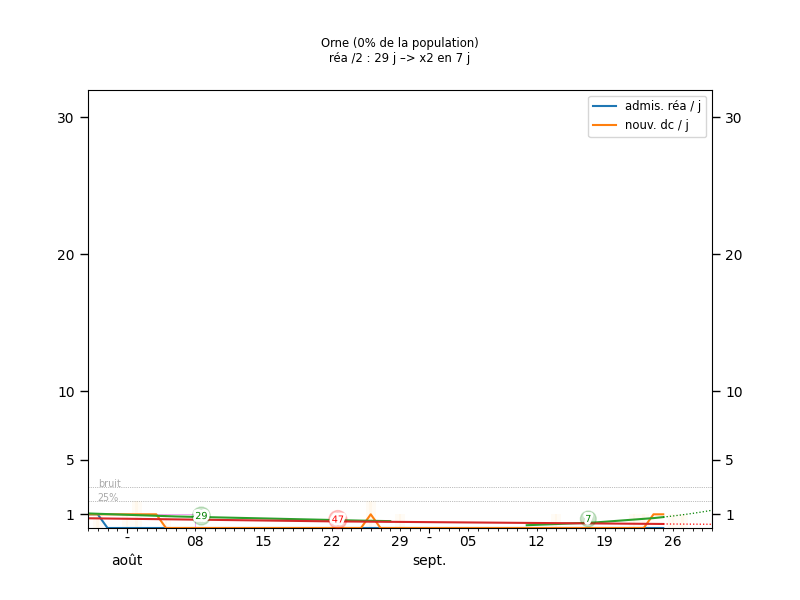 Orne (0% de la population)
réa /2 : 29 j –> x2 en 7 j
admis. réa / j
nouv. dc / j
30 30
20 20
10 10
5 5
bruit
25%
1 29 47 7 1
- 08 15 22 29 - 05 12 19 26
août sept.